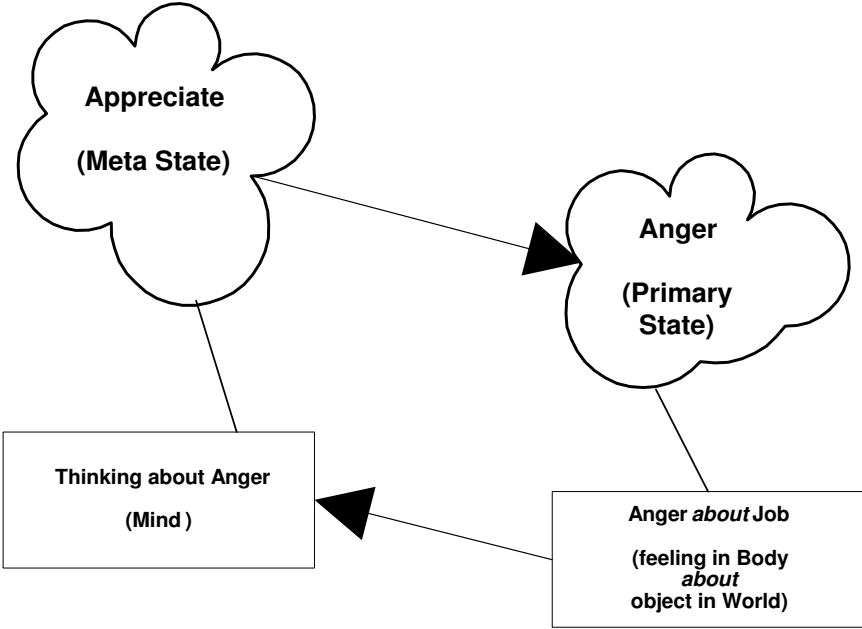 Appreciate
(Meta State)
Anger
(Primary
State)
Thinking about Anger
(Mind )
Anger about Job
(feeling in Body
about
object in World)